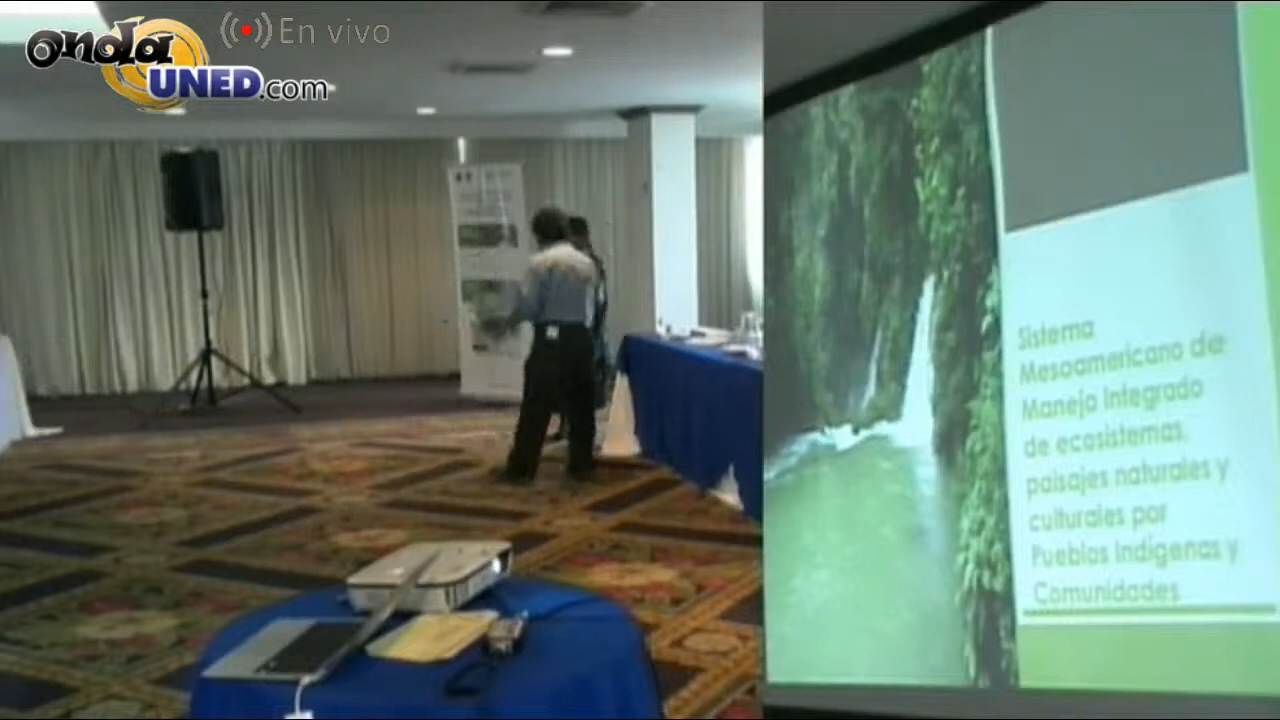 onda
UNED.com
En vivo
Sistema
Mesoamericano de
Manejo Integrado
de ecosistemas,
paisajes naturales y
culturales por
Pueblos Indígenas y
Comunidades